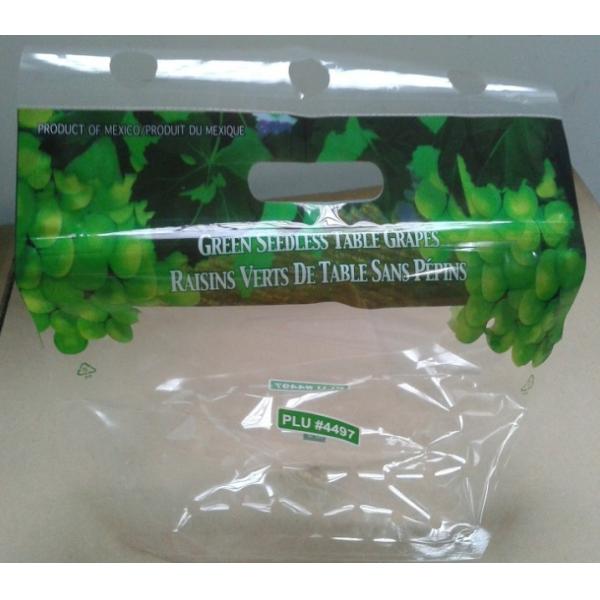 PRODUCT OF MEXICO/PRODUIT DU MEXIQUE
GREEN SEEDLESS TABLE GRAPES
RAISINS VERTS DE TABLE SANS PÉPINS
PLU #4497